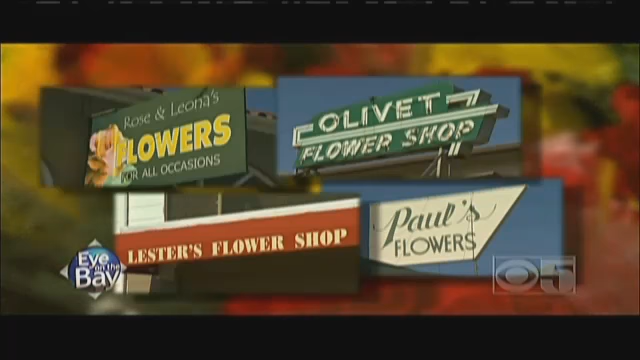 Rose & Leona's
FLOWERS
FOR ALL OCCASIONS
OLIVET
FLOWER SHOP
LESTER'S FLOWER SHOP
Paul's
FLOWERS
Eye
on the
Bay
5